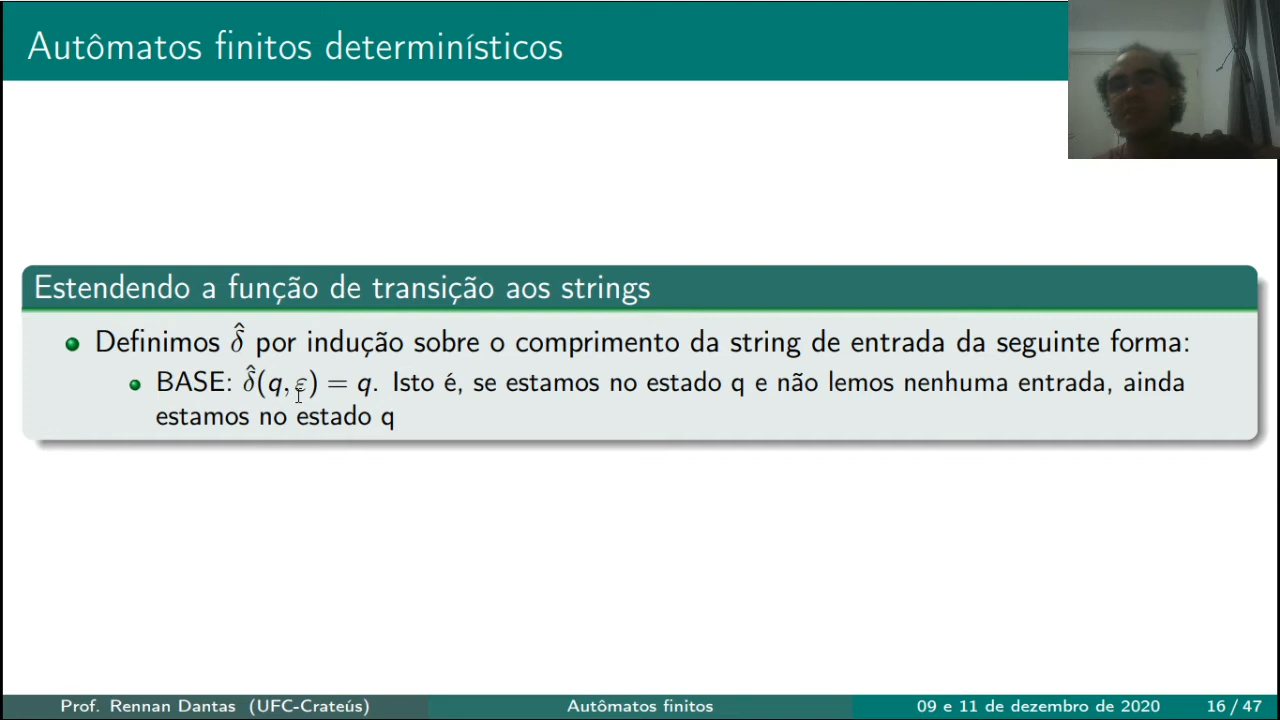 Autômatos finitos determinísticos
Estendendo a função de transição aos strings
Definimos δ̂ por indução sobre o comprimento da string de entrada da seguinte forma:
BASE: δ̂(q, ε) = q. Isto é, se estamos no estado q e não lemos nenhuma entrada, ainda
estamos no estado q
Prof. Rennan Dantas (UFC-Crateús) Autômatos finitos 09 e 11 de dezembro de 2020 16 / 47